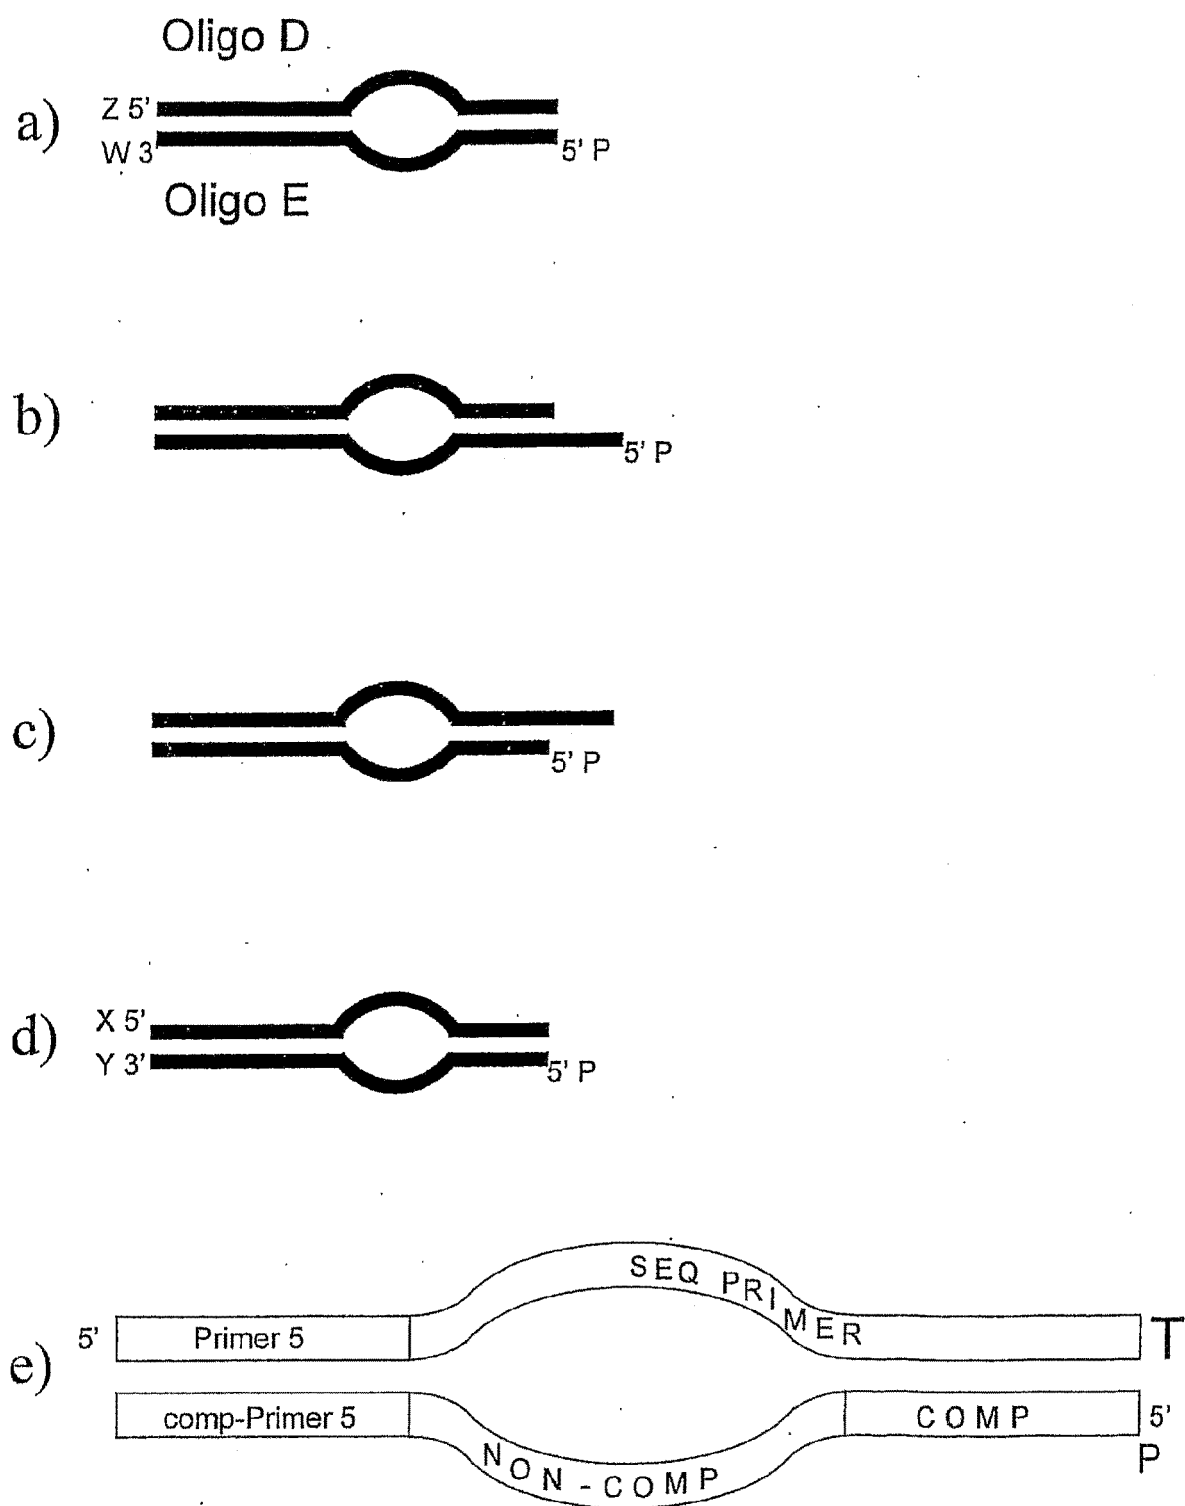 Oligo D
a)
Z 5'
W 3'
5' P
Oligo E
b)
5' P
c)
5' P
d)
X 5'
Y 3'
5' P
e)
5'
Primer 5
SEQ PRIMER
T
comp-Primer 5
NON-COMP
COMP
5'
P